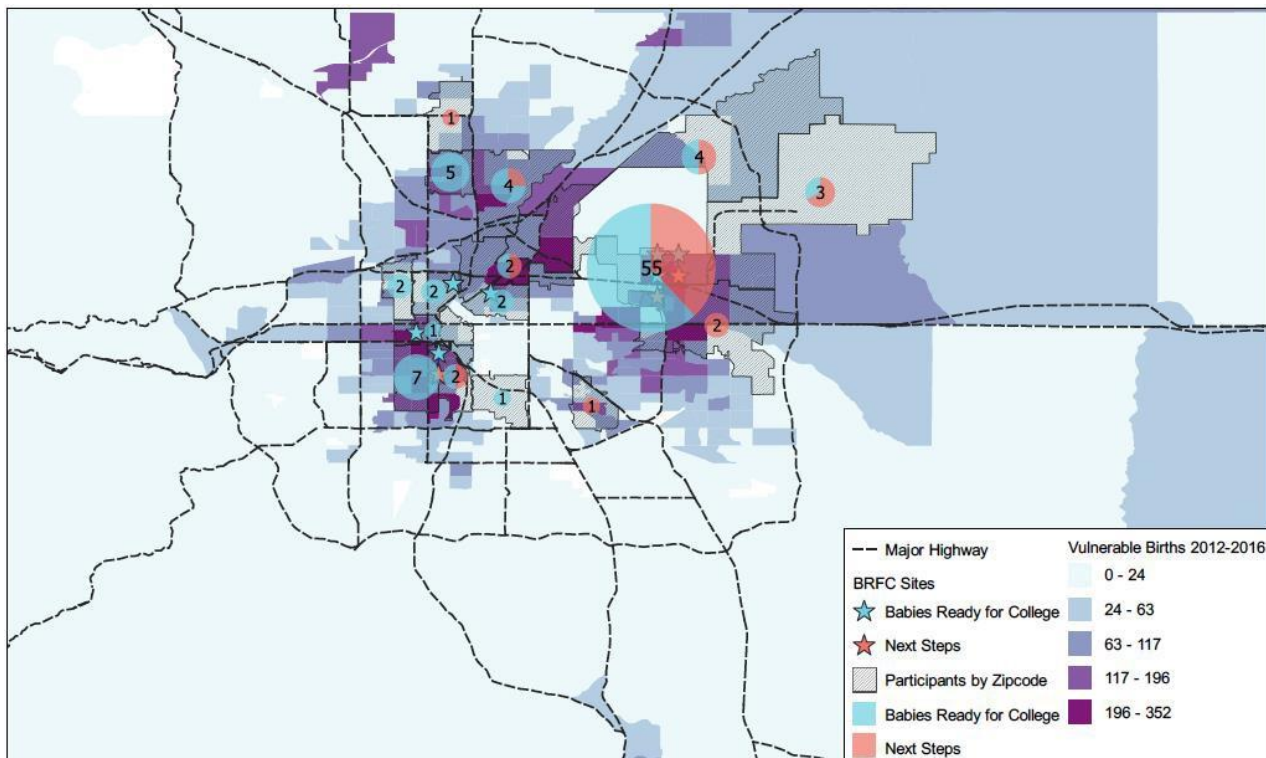 1
5
4
4
3
55
2
2
2
2
1
2
7
2
1
1
Major Highway
BRFC Sites
Babies Ready for College
Next Steps
Participants by Zipcode
Babies Ready for College
Next Steps
Vulnerable Births 2012-2016
0 - 24
24 - 63
63 - 117
117 - 196
196 - 352